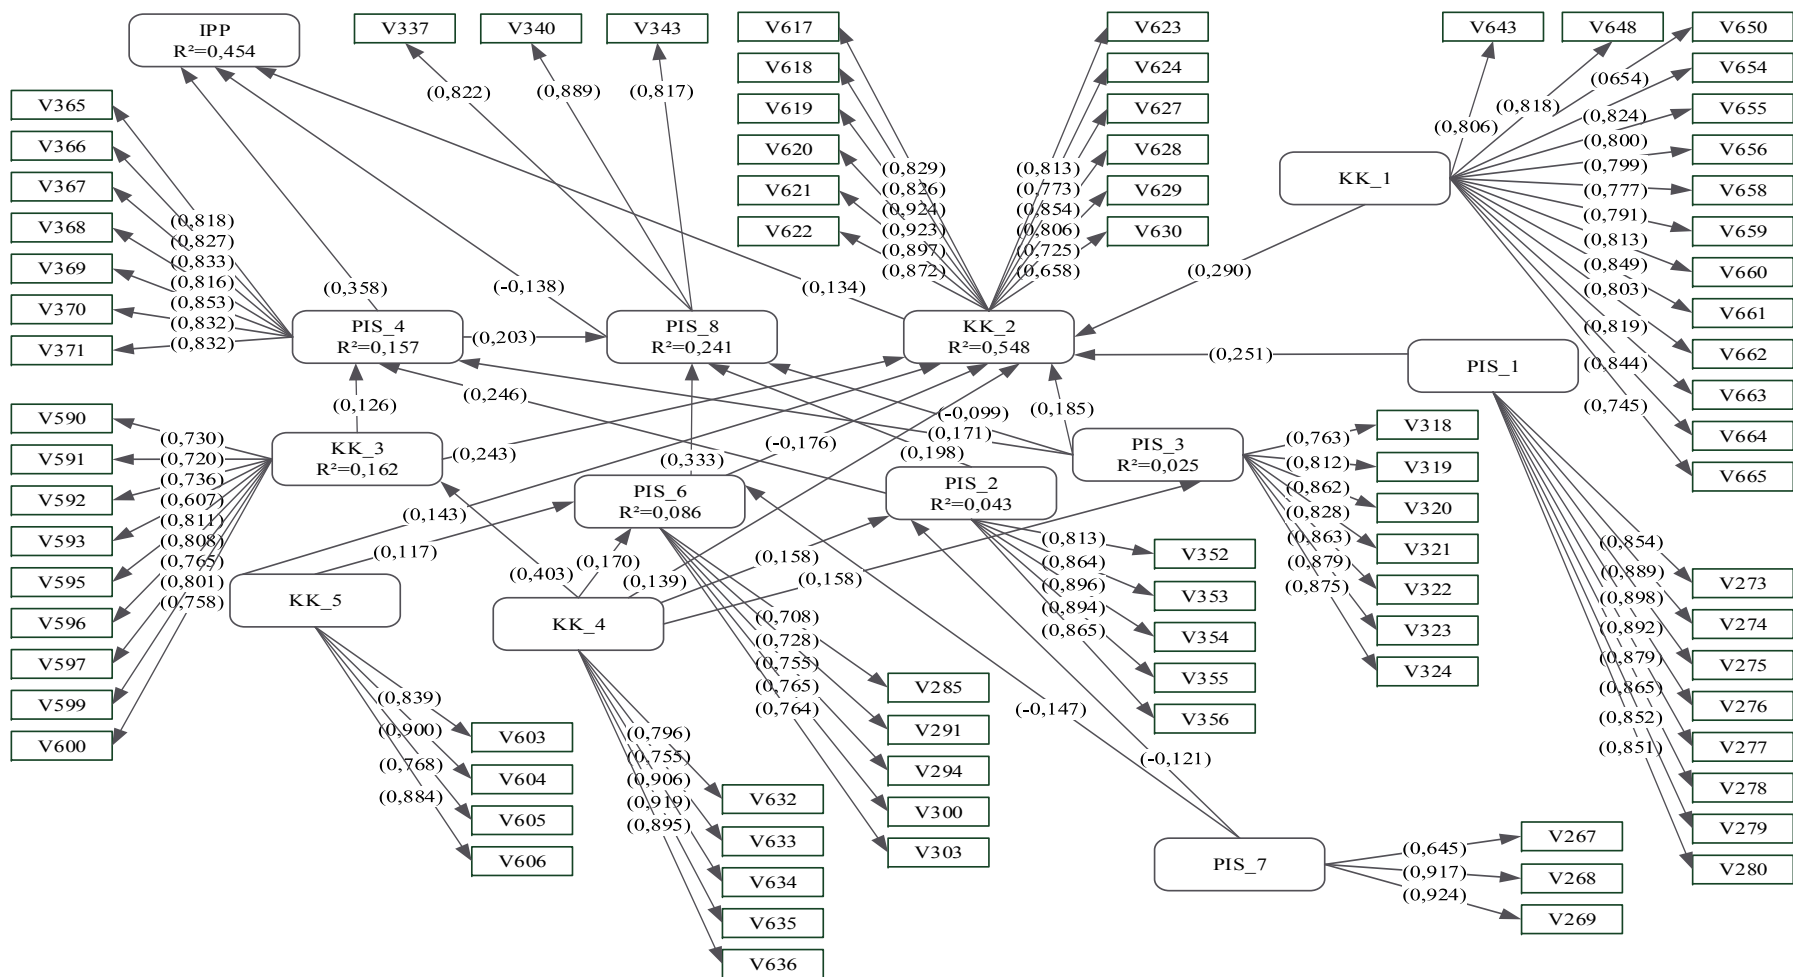 IPP
R²=0,454
V337
V340
V343
V617
V618
V619
V620
V621
V622
V623
V624
V627
V628
V629
V630
V643
V648
V650
V654
V655
V656
V658
V659
V660
V661
V662
V663
V664
V665
(0,822)
(0,889)
(0,817)
(0,829)
(0,826)
(0,924)
(0,923)
(0,897)
(0,872)
(0,813)
(0,773)
(0,854)
(0,806)
(0,725)
(0,658)
(0,806)
(0,818)
(0654)
(0,824)
(0,800)
(0,799)
(0,777)
(0,791)
(0,813)
(0,849)
(0,803)
(0,819)
(0,844)
(0,745)
KK_1
V365
V366
V367
V368
V369
V370
V371
(0,818)
(0,827)
(0,833)
(0,816)
(0,853)
(0,832)
(0,832)
(0,358)
(-0,138)
(0,134)
(0,290)
PIS_4
R²=0,157
(0,203)
PIS_8
R²=0,241
KK_2
R²=0,548
(0,251)
PIS_1
(0,126)
(0,246)
(-0,099)
(0,185)
(0,171)
(-0,176)
(0,198)
(0,243)
(0,333)
V590
V591
V592
V593
V595
V596
V597
V599
V600
(0,730)
(0,720)
(0,736)
(0,607)
(0,811)
(0,808)
(0,765)
(0,801)
(0,758)
KK_3
R²=0,162
PIS_6
R²=0,086
PIS_2
R²=0,043
PIS_3
R²=0,025
(0,763)
(0,812)
(0,862)
(0,828)
(0,863)
(0,879)
(0,875)
V318
V319
V320
V321
V322
V323
V324
(0,143)
(0,117)
(0,403)
(0,170)
(0,139)
(0,158)
(0,158)
KK_5
KK_4
(0,813)
(0,864)
(0,896)
(0,894)
(0,865)
V352
V353
V354
V355
V356
(0,854)
(0,889)
(0,898)
(0,892)
(0,879)
(0,865)
(0,852)
(0,851)
V273
V274
V275
V276
V277
V278
V279
V280
(0,708)
(0,728)
(0,755)
(0,765)
(0,764)
V285
V291
V294
V300
V303
(-0,147)
(-0,121)
(0,839)
(0,900)
(0,768)
(0,884)
V603
V604
V605
V606
(0,796)
(0,755)
(0,906)
(0,919)
(0,895)
V632
V633
V634
V635
V636
PIS_7
(0,645)
(0,917)
(0,924)
V267
V268
V269